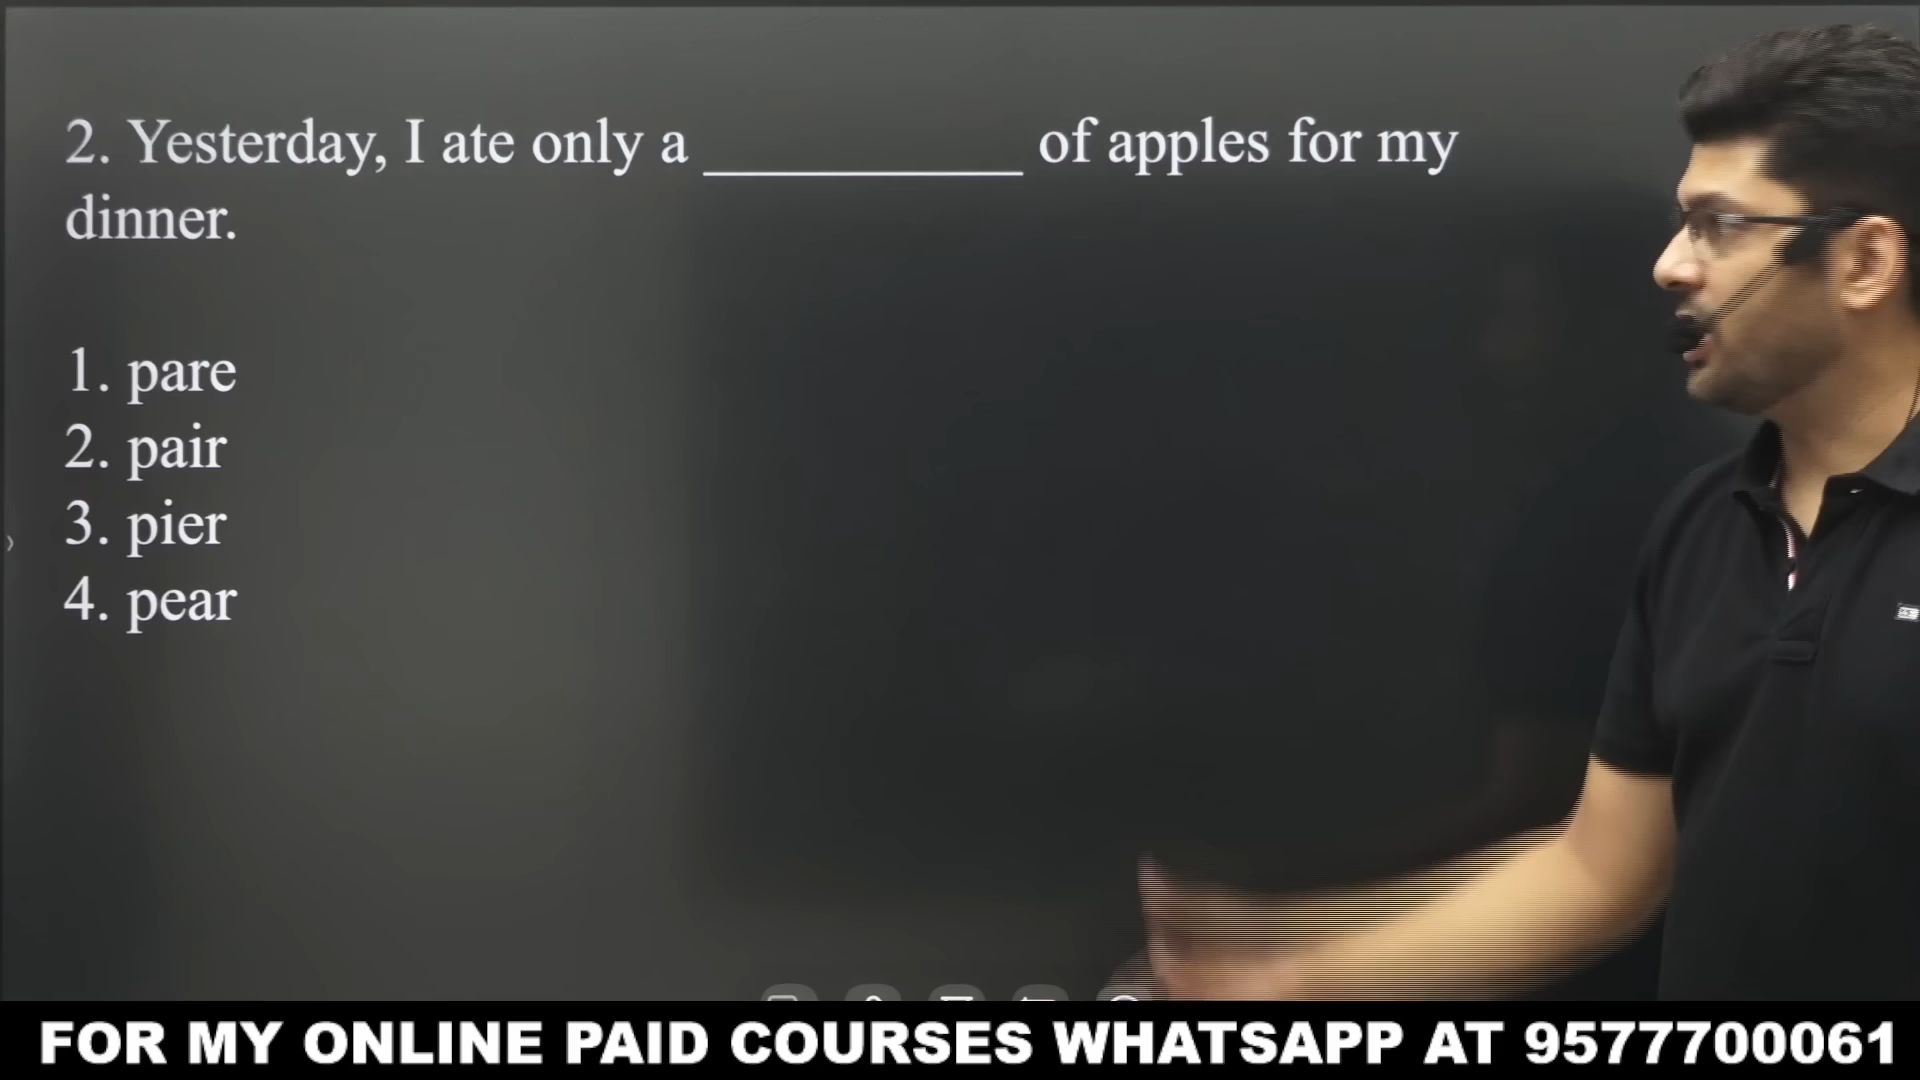 2. Yesterday, I ate only a ___________ of apples for my
dinner.
1. pare
2. pair
3. pier
4. pear
FOR MY ONLINE PAID COURSES WHATSAPP AT 9577700061